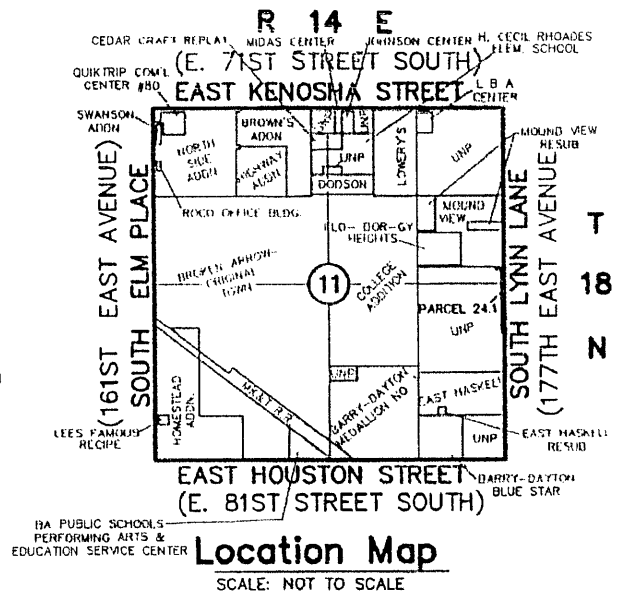 R 14 E
CEDAR CRAFT REPLAT
MIDAS CENTER
JOHNSON CENTER
H. CECIL RHOADES
ELEM. SCHOOL
(E. 71ST STREET SOUTH)
QUIKTRIP COM'L
CENTER #80
EAST KENOSHA STREET
L B A
CENTER
SWANSON
ADDN
NORTH
SIDE
ADDN.
BROWN'S
ADDN
HIGHWAY
ADDN
UNP
UNP
DODSON
LOWERY'S
UNP
MOUND VIEW
RESUB
ROCO OFFICE BLDG.
MOUND
VIEW
FLO-DOR-GY
HEIGHTS
(161ST EAST AVENUE)
SOUTH ELM PLACE
BROKEN ARROW-
ORIGINAL
TOWN
11
COLLEGE
ADDITION
PARCEL 24.1
UNP
SOUTH LYNN LANE
(177TH EAST AVENUE)
T
18
N
HOMESTEAD
ADDN.
MK&T R.R.
UNP
BARRY-DAYTON
MEDALLION NO.
EAST HASKELL
UNP
LEES FAMOUS
RECIPE
EAST HASKELL
RESUB
EAST HOUSTON STREET
(E. 81ST STREET SOUTH)
BARRY-DAYTON
BLUE STAR
BA PUBLIC SCHOOLS
PERFORMING ARTS &
EDUCATION SERVICE CENTER
Location Map
SCALE: NOT TO SCALE